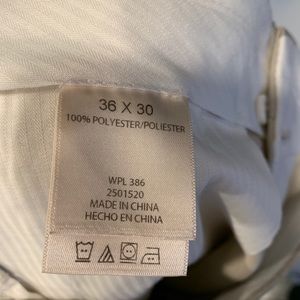 36 X 30
100% POLYESTER/POLIESTER
WPL 386
2501520
MADE IN CHINA
HECHO EN CHINA